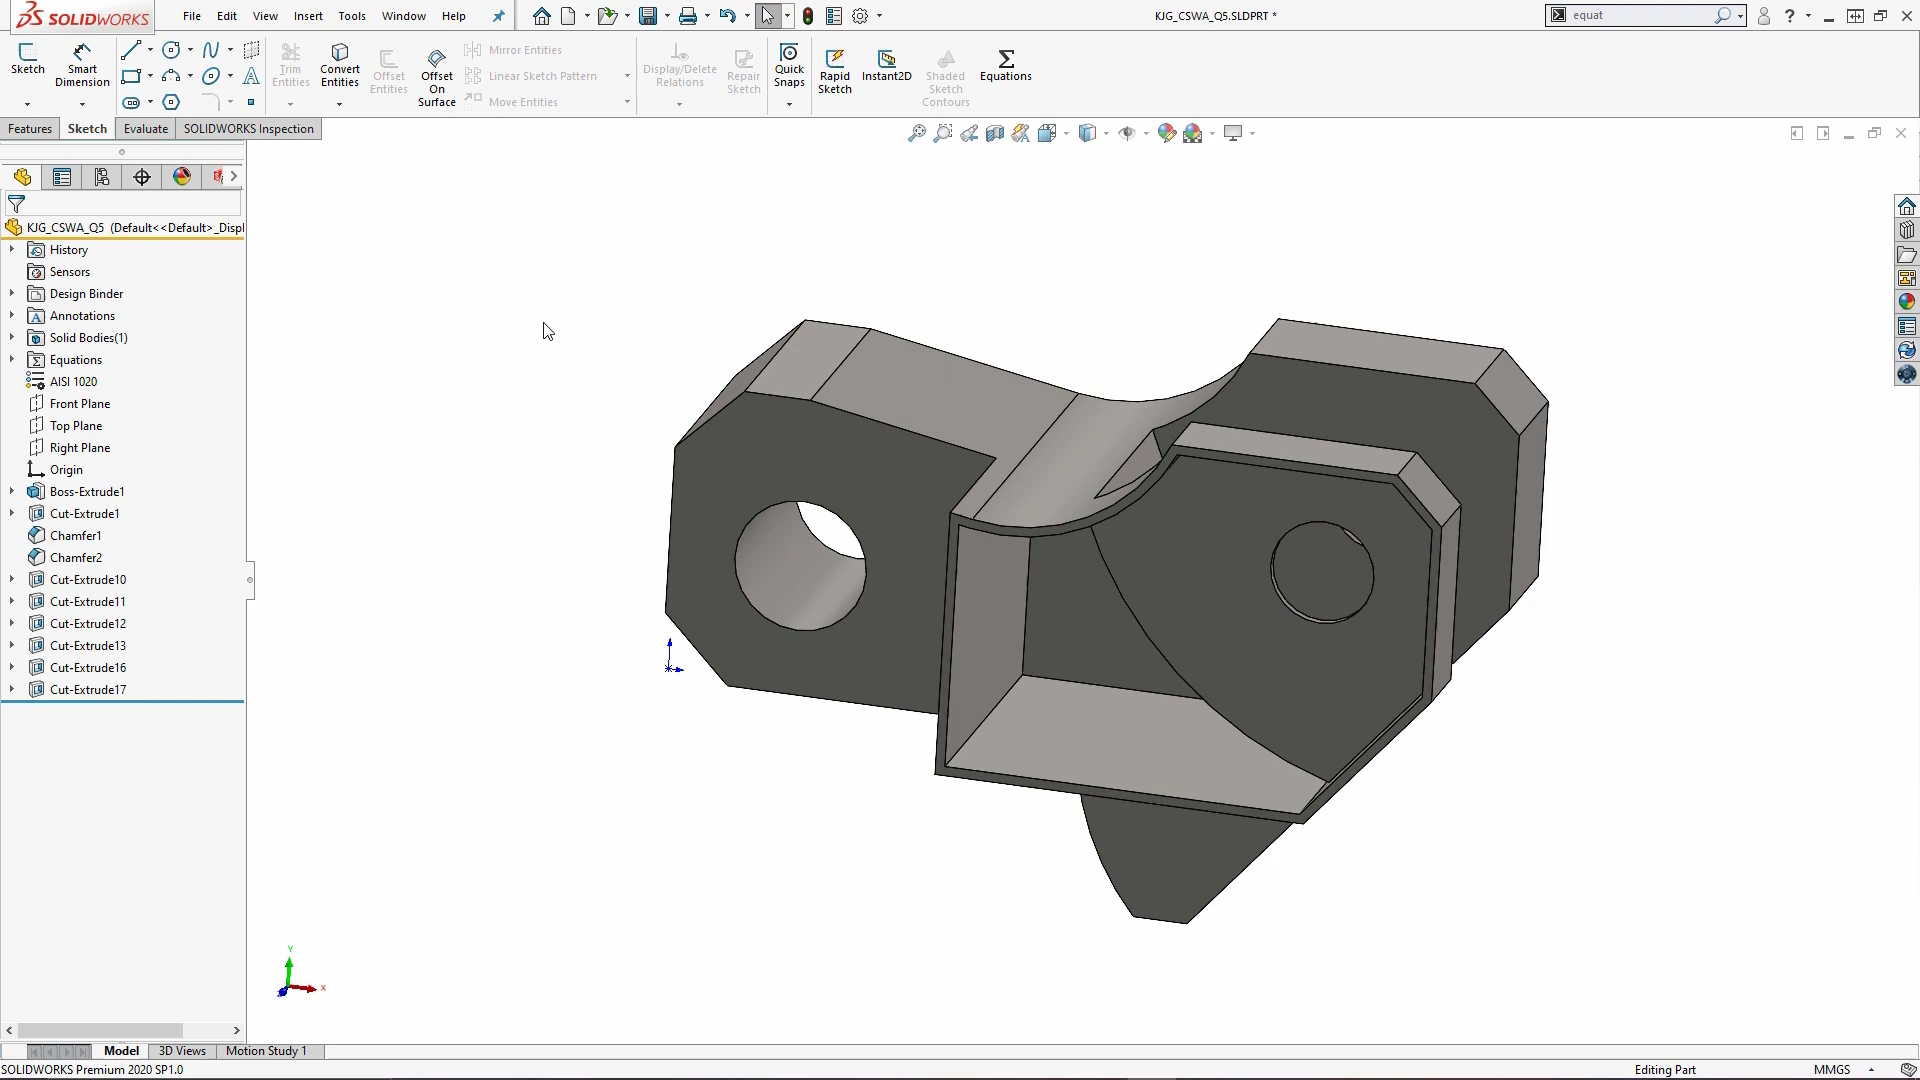 SOLIDWORKS
File Edit View Insert Tools Window Help
KJG_CSWA_Q5.SLDPRT *
equat
?
Sketch
Smart
Dimension
Trim
Entities
Convert
Entities
Offset
Entities
Offset
On
Surface
Mirror Entities
Linear Sketch Pattern
Move Entities
Display/Delete
Relations
Repair
Sketch
Quick
Snaps
Rapid
Sketch
Instant2D
Shaded
Sketch
Contours
Equations
Features Sketch Evaluate SOLIDWORKS Inspection
KJG_CSWA_Q5 (Default<<Default>_Displ
History
Sensors
Design Binder
Annotations
Solid Bodies(1)
Equations
AISI 1020
Front Plane
Top Plane
Right Plane
Origin
Boss-Extrude1
Cut-Extrude1
Chamfer1
Chamfer2
Cut-Extrude10
Cut-Extrude11
Cut-Extrude12
Cut-Extrude13
Cut-Extrude16
Cut-Extrude17
Y
X
Model 3D Views Motion Study 1
SOLIDWORKS Premium 2020 SP1.0
Editing Part
MMGS